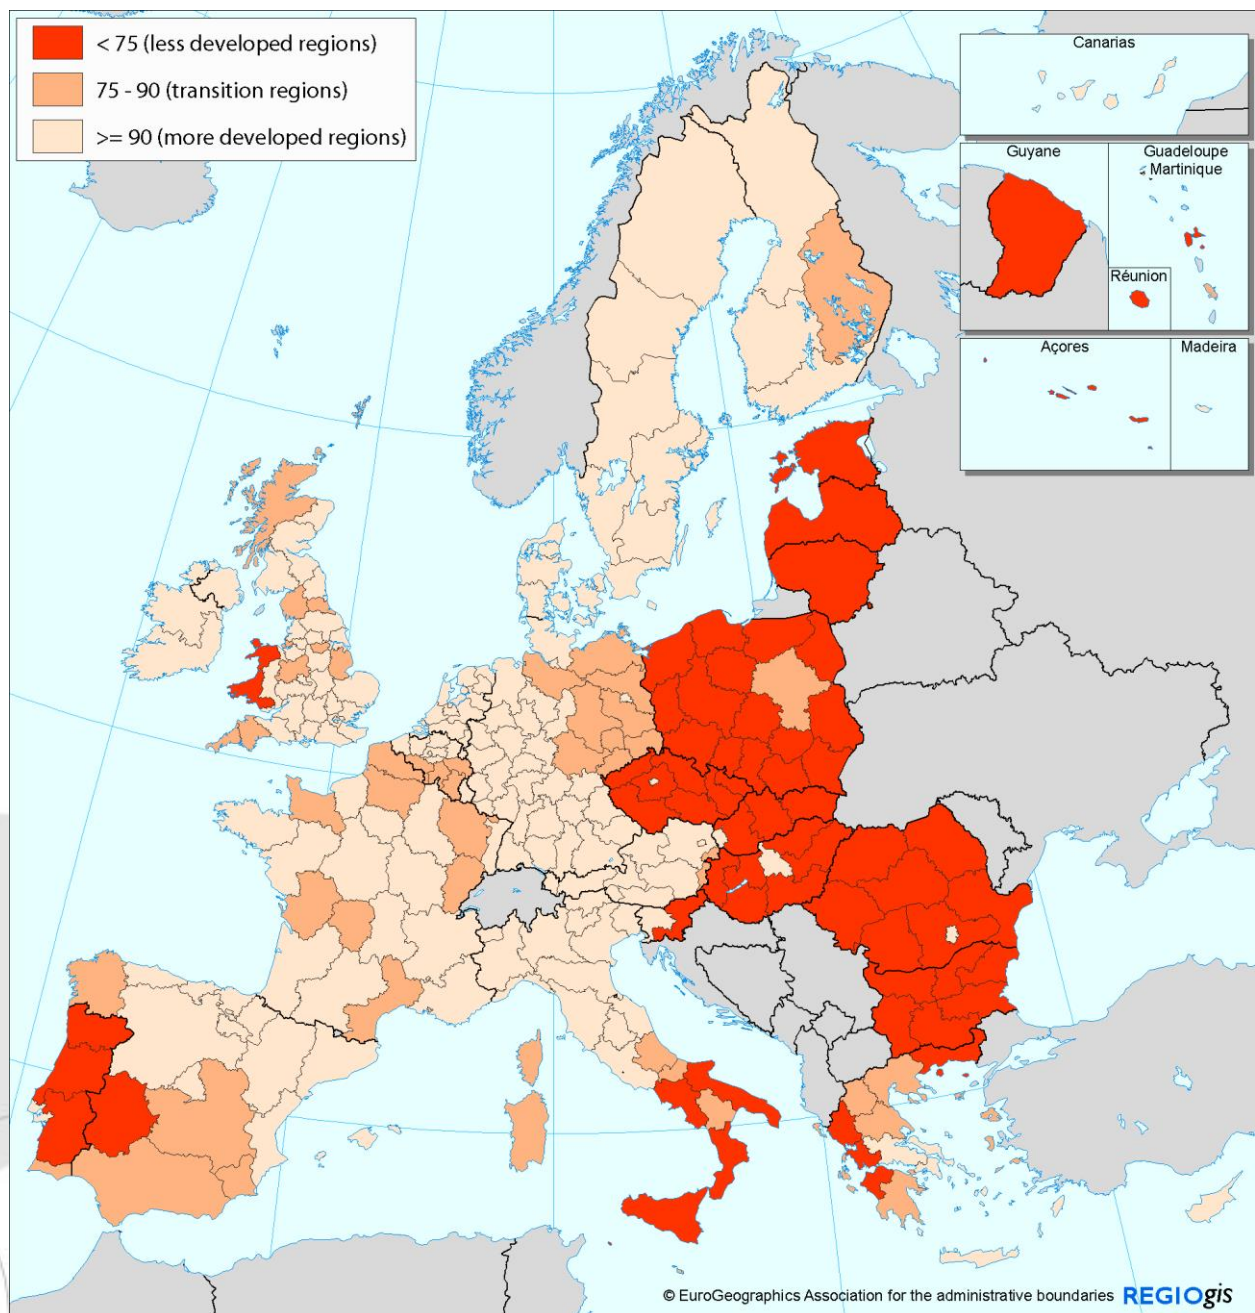 < 75 (less developed regions)
75 - 90 (transition regions)
>= 90 (more developed regions)
Canarias
Guyane
Guadeloupe
Martinique
Réunion
Açores
Madeira
© EuroGeographics Association for the administrative boundaries REGIOgis